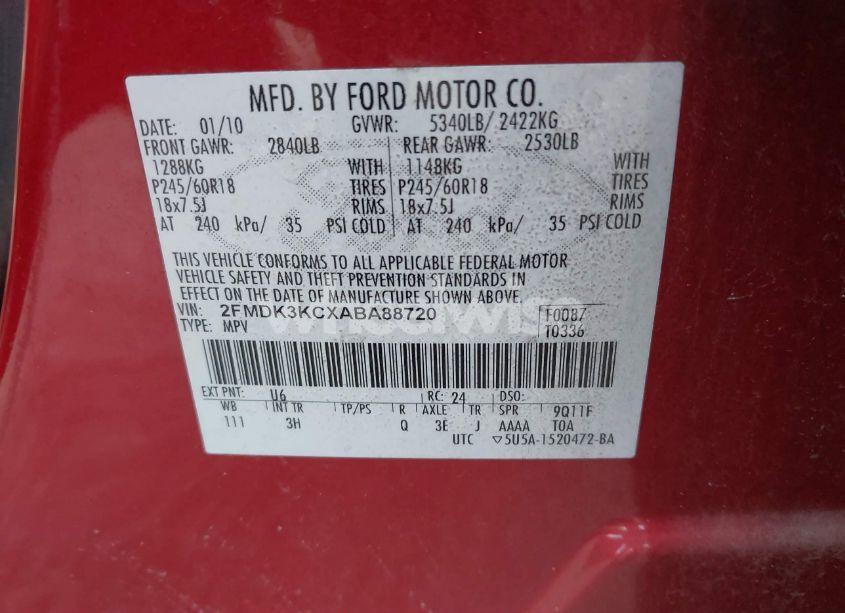 MFD. BY FORD MOTOR CO.
DATE: 01/10 GVWR: 5340LB/ 2422KG
FRONT GAWR: 2840LB REAR GAWR: 2530LB
1288KG WITH 1148KG WITH
P245/60R18 TIRES P245/60R18 TIRES
18x7.5J RIMS 18x7.5J RIMS
AT 240 kPa/ 35 PSI COLD AT 240 kPa/ 35 PSI COLD
THIS VEHICLE CONFORMS TO ALL APPLICABLE FEDERAL MOTOR
VEHICLE SAFETY AND THEFT PREVENTION STANDARDS IN
EFFECT ON THE DATE OF MANUFACTURE SHOWN ABOVE.
VIN: 2FMDK3KCXABA88720 F0087
TYPE: MPV T0336
EXT PNT: U6 RC: 24 DSO:
WB INT TR TP/PS R AXLE TR SPR 9Q11F
111 3H Q 3E J AAAA TOA
UTC ▽5U5A-1520472-BA